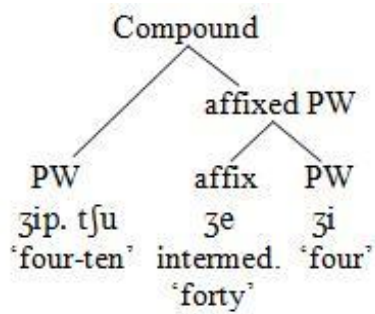 Compound
affixed PW
PW affix PW
ʒip. tʃu ʒe ʒi
‘four-ten’ intermed. ‘four’
‘forty’